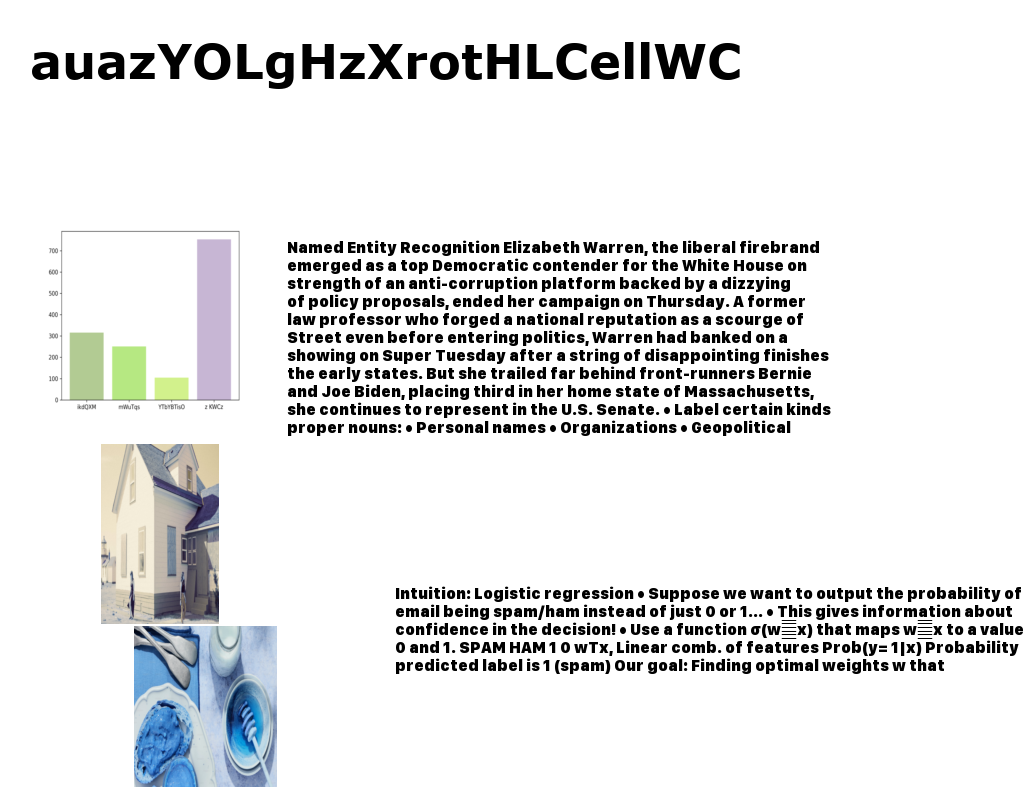 auazYOLgHzXrotHLCellWC
700
600
500
400
300
200
100
0
ikdQXM mWuTqs YTbYBTisO z KWCz
Named Entity Recognition Elizabeth Warren, the liberal firebrand
emerged as a top Democratic contender for the White House on
strength of an anti-corruption platform backed by a dizzying
of policy proposals, ended her campaign on Thursday. A former
law professor who forged a national reputation as a scourge of
Street even before entering politics, Warren had banked on a
showing on Super Tuesday after a string of disappointing finishes
the early states. But she trailed far behind front-runners Bernie
and Joe Biden, placing third in her home state of Massachusetts,
she continues to represent in the U.S. Senate. • Label certain kinds
proper nouns: • Personal names • Organizations • Geopolitical
Intuition: Logistic regression • Suppose we want to output the probability of
email being spam/ham instead of just 0 or 1… • This gives information about
confidence in the decision! • Use a function σ(w x) that maps w x to a value
0 and 1. SPAM HAM 1 0 wTx, Linear comb. of features Prob(y= 1|x) Probability
predicted label is 1 (spam) Our goal: Finding optimal weights w that